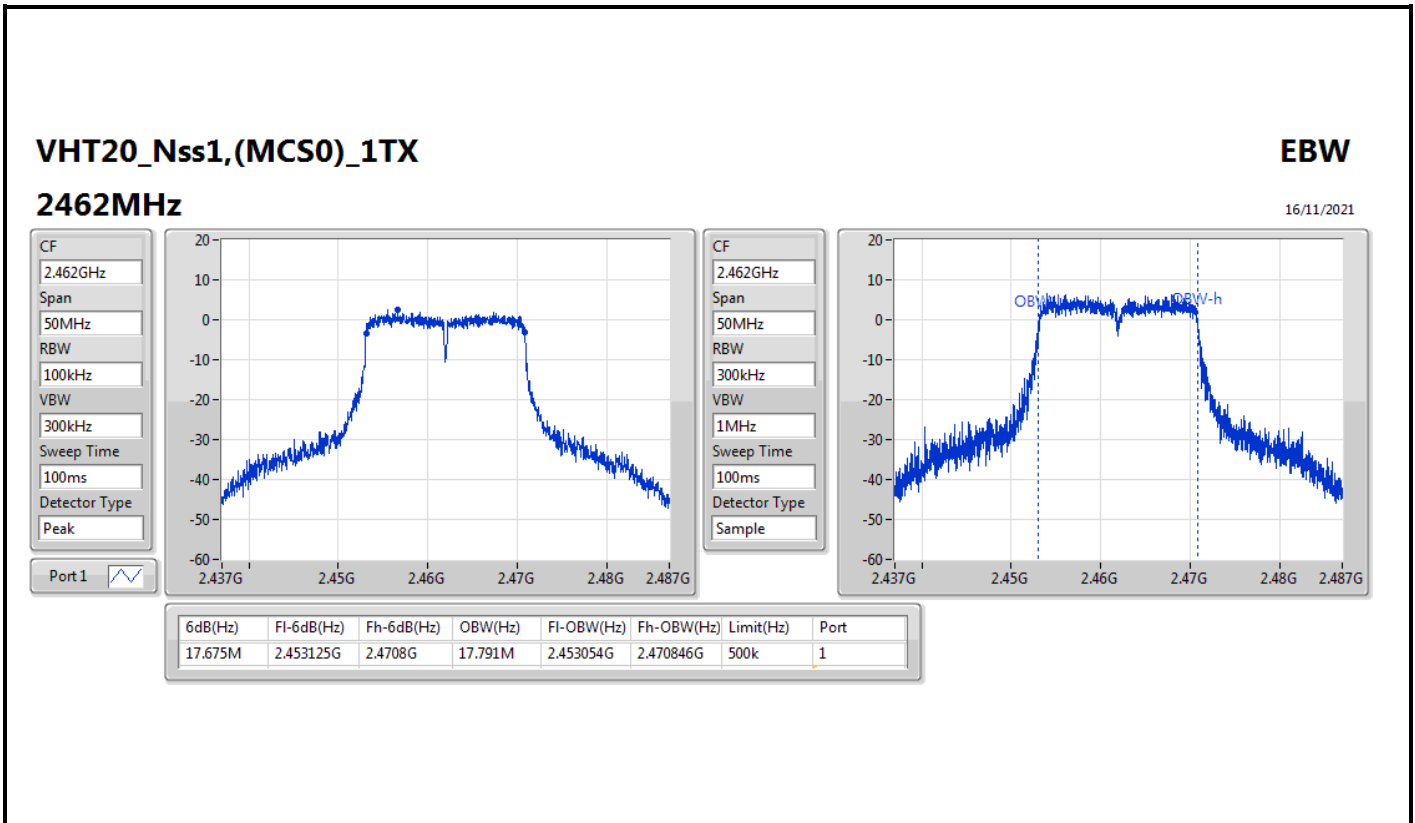 VHT20_Nss1,(MCS0)_1TX
EBW
2462MHz
16/11/2021
CF
2.462GHz
Span
50MHz
RBW
100kHz
VBW
300kHz
Sweep Time
100ms
Detector Type
Peak
Port 1
20
10
0
-10
-20
-30
-40
-50
-60
2.437G 2.45G 2.46G 2.47G 2.48G 2.487G
CF
2.462GHz
Span
50MHz
RBW
300kHz
VBW
1MHz
Sweep Time
100ms
Detector Type
Sample
20
10
0
-10
-20
-30
-40
-50
-60
OBW-h
2.437G 2.45G 2.46G 2.47G 2.48G 2.487G
6dB(Hz) Fl-6dB(Hz) Fh-6dB(Hz) OBW(Hz) Fl-OBW(Hz) Fh-OBW(Hz) Limit(Hz) Port
17.675M 2.453125G 2.4708G 17.791M 2.453054G 2.470846G 500k 1